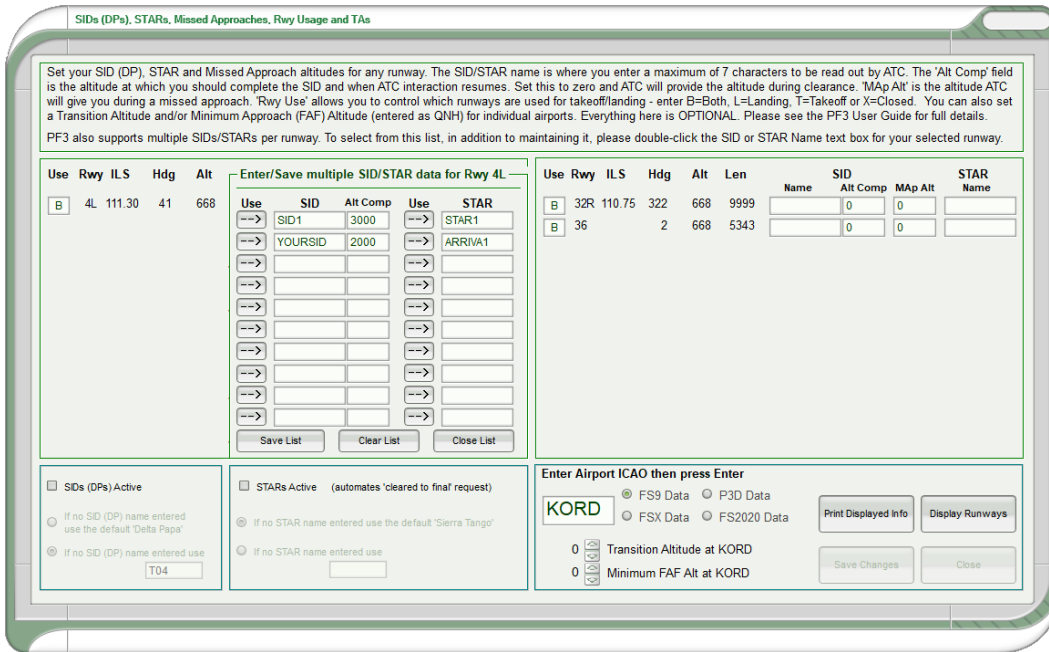 SIDs (DPs), STARs, Missed Approaches, Rwy Usage and TAs
Set your SID (DP), STAR and Missed Approach altitudes for any runway. The SID/STAR name is where you enter a maximum of 7 characters to be read out by ATC. The 'Alt Comp' field
is the altitude at which you should complete the SID and when ATC interaction resumes. Set this to zero and ATC will provide the altitude during clearance. 'MAp Alt' is the altitude ATC
will give you during a missed approach. 'Rwy Use' allows you to control which runways are used for takeoff/landing - enter B=Both, L=Landing, T=Takeoff or X=Closed. You can also set
a Transition Altitude and/or Minimum Approach (FAF) Altitude (entered as QNH) for individual airports. Everything here is OPTIONAL. Please see the PF3 User Guide for full details.
PF3 also supports multiple SIDs/STARs per runway. To select from this list, in addition to maintaining it, please double-click the SID or STAR Name text box for your selected runway.
Use Rwy ILS Hdg Alt
B 4L 111.30 41 668
Enter/Save multiple SID/STAR data for Rwy 4L
Use SID Alt Comp Use STAR
--> SID1 3000 --> STAR1
--> YOURSID 2000 --> ARRIVA1
--> -->
--> -->
--> -->
--> -->
--> -->
--> -->
--> -->
--> -->
Save List Clear List Close List
Use Rwy ILS Hdg Alt Len SID STAR
Name Alt Comp MAp Alt Name
B 32R 110.75 322 668 9999 0 0
B 36 2 668 5343 0 0
SIDs (DPs) Active
If no SID (DP) name entered
use the default 'Delta Papa'
If no SID (DP) name entered use
T04
STARs Active (automates 'cleared to final' request)
If no STAR name entered use the default 'Sierra Tango'
If no STAR name entered use
Enter Airport ICAO then press Enter
KORD
FS9 Data P3D Data
FSX Data FS2020 Data
0 Transition Altitude at KORD
0 Minimum FAF Alt at KORD
Print Displayed Info Display Runways
Save Changes Close